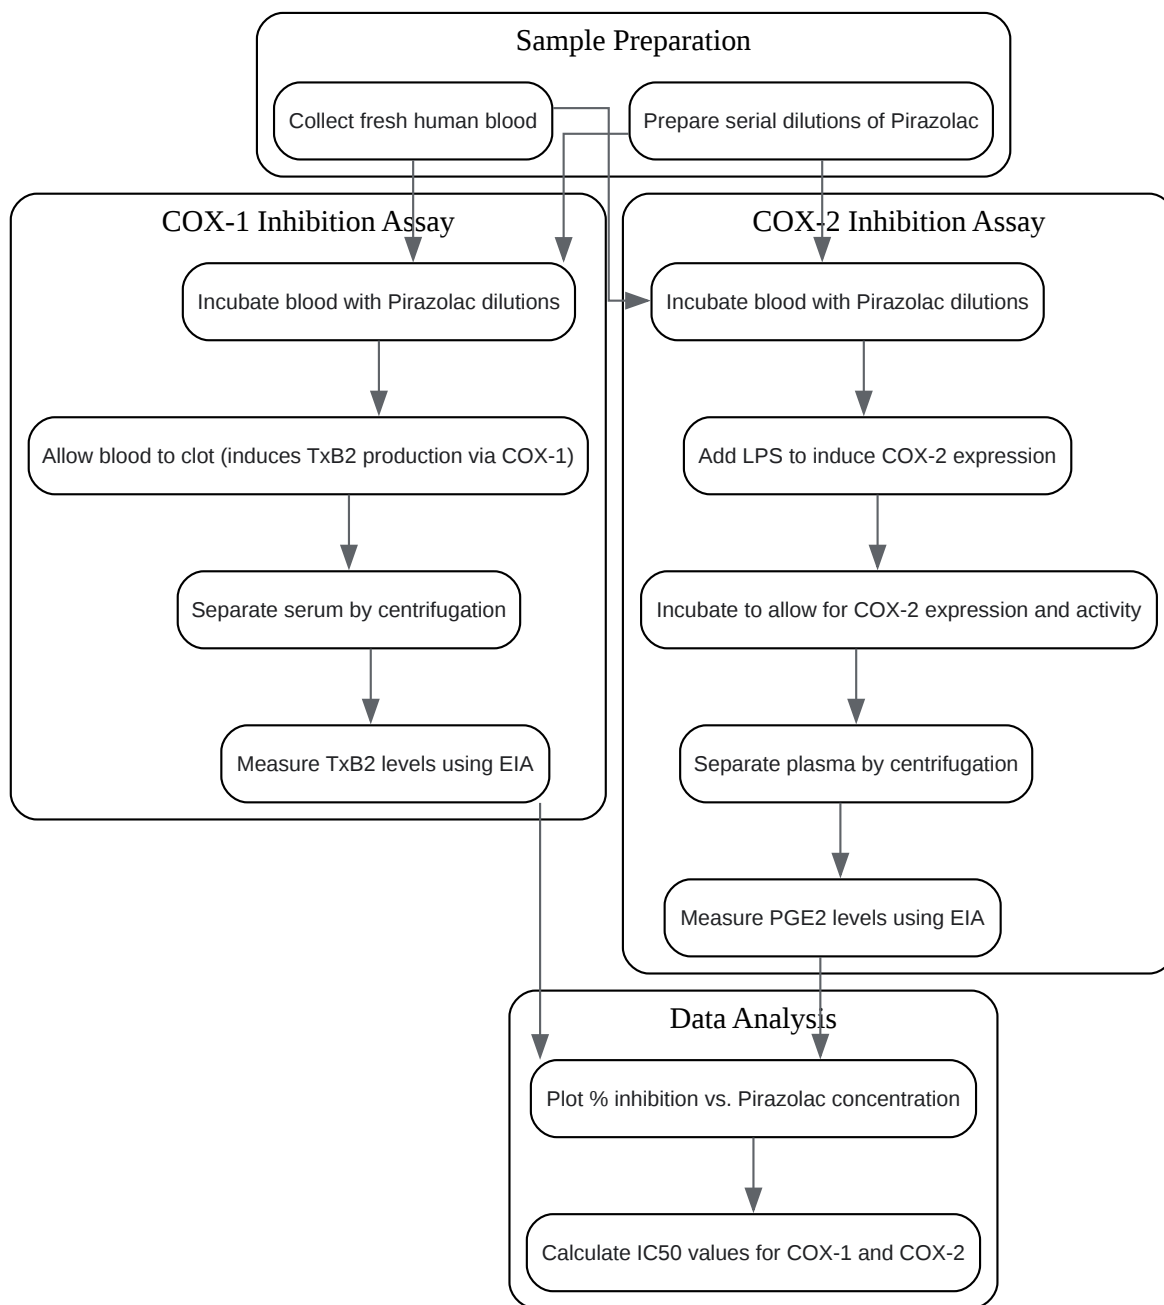 Sample Preparation
Collect fresh human blood
Prepare serial dilutions of Pirazolac
COX-1 Inhibition Assay
Incubate blood with Pirazolac dilutions
Allow blood to clot (induces TxB2 production via COX-1)
Separate serum by centrifugation
Measure TxB2 levels using EIA
COX-2 Inhibition Assay
Incubate blood with Pirazolac dilutions
Add LPS to induce COX-2 expression
Incubate to allow for COX-2 expression and activity
Separate plasma by centrifugation
Measure PGE2 levels using EIA
Data Analysis
Plot % inhibition vs. Pirazolac concentration
Calculate IC50 values for COX-1 and COX-2